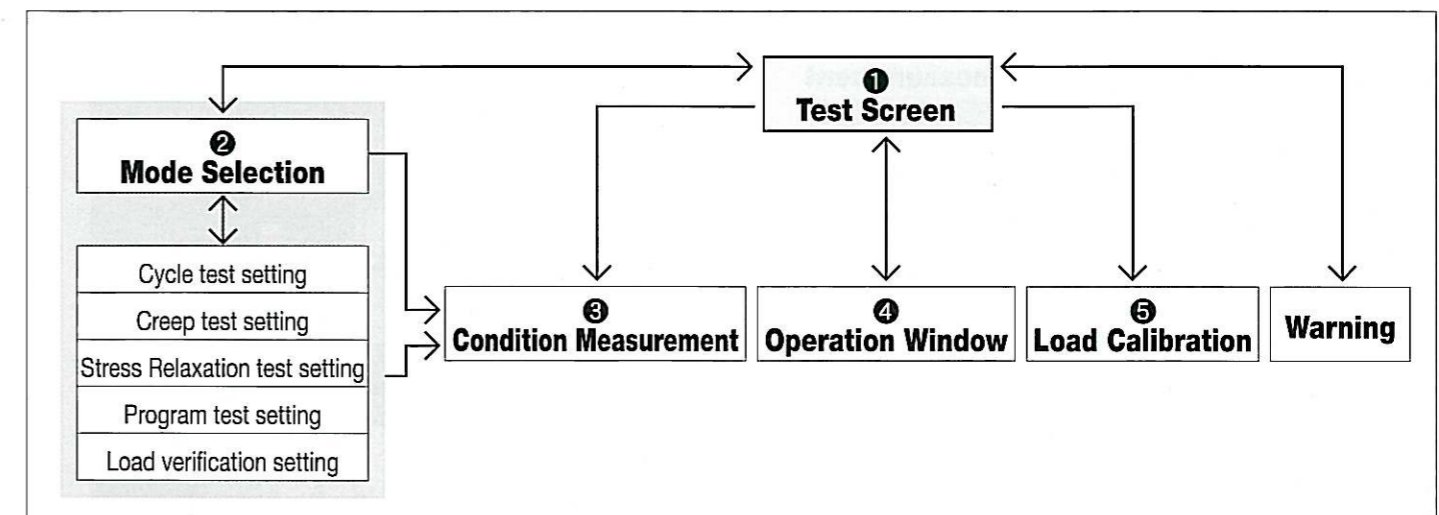 ❶
Test Screen
❷
Mode Selection
Cycle test setting
Creep test setting
Stress Relaxation test setting
Program test setting
Load verification setting
❸
Condition Measurement
❹
Operation Window
❺
Load Calibration
Warning